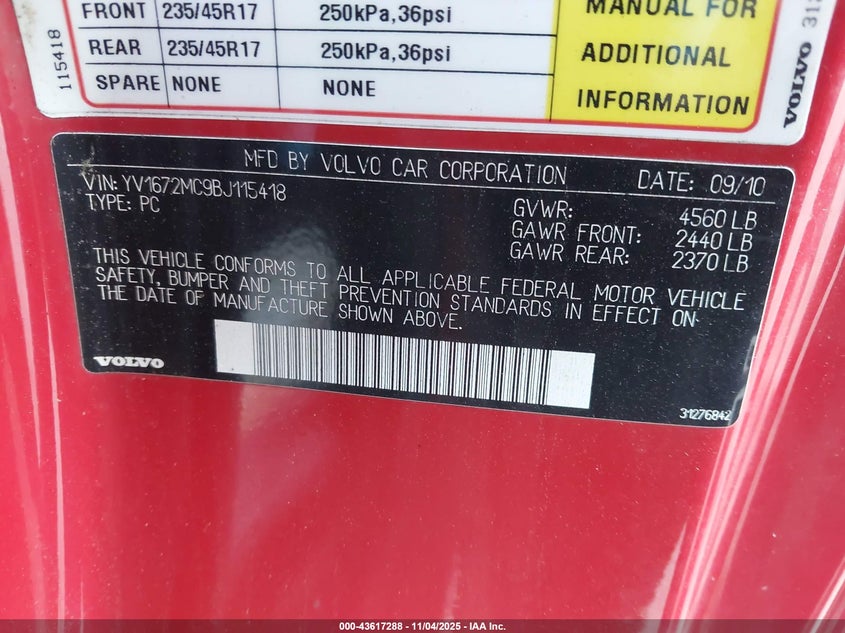 FRONT 235/45R17 250kPa,36psi
REAR 235/45R17 250kPa,36psi
SPARE NONE NONE
MANUAL FOR
ADDITIONAL
INFORMATION
115418
VOLVO
MFD BY VOLVO CAR CORPORATION DATE: 09/10
VIN: YV1672MC9BJ115418
TYPE: PC
GVWR: 4560 LB
GAWR FRONT: 2440 LB
GAWR REAR: 2370 LB
THIS VEHICLE CONFORMS TO ALL APPLICABLE FEDERAL MOTOR VEHICLE
SAFETY, BUMPER AND THEFT PREVENTION STANDARDS IN EFFECT ON
THE DATE OF MANUFACTURE SHOWN ABOVE.
VOLVO
31276842
000-43617288 - 11/04/2025 - IAA Inc.